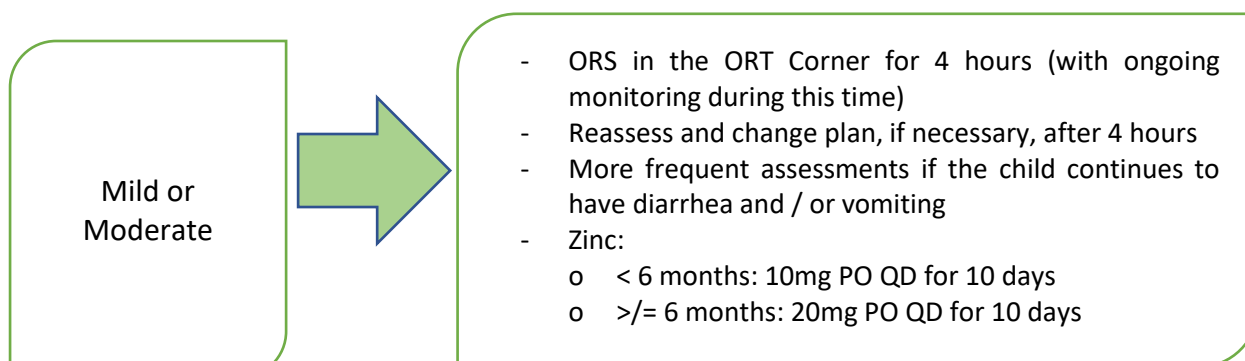 Mild or
Moderate
- ORS in the ORT Corner for 4 hours (with ongoing
monitoring during this time)
- Reassess and change plan, if necessary, after 4 hours
- More frequent assessments if the child continues to
have diarrhea and / or vomiting
- Zinc:
o < 6 months: 10mg PO QD for 10 days
o >/= 6 months: 20mg PO QD for 10 days